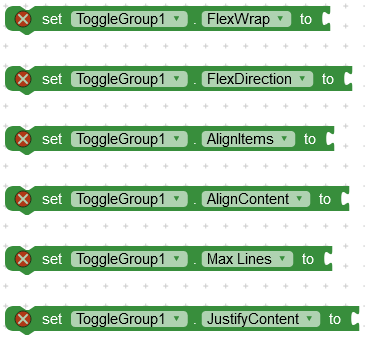 set ToggleGroup1 . FlexWrap to
set ToggleGroup1 . FlexDirection to
set ToggleGroup1 . AlignItems to
set ToggleGroup1 . AlignContent to
set ToggleGroup1 . Max Lines to
set ToggleGroup1 . JustifyContent to